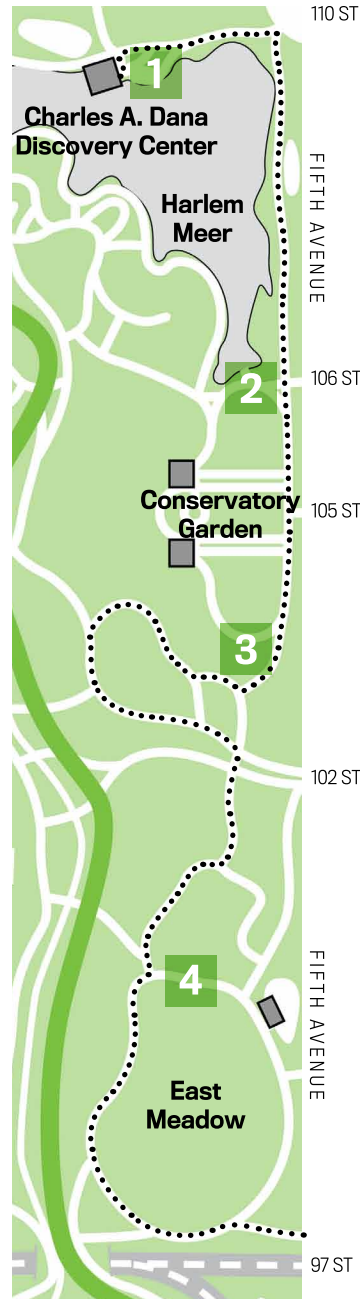 110 ST
1
Charles A. Dana
Discovery Center
FIFTH AVENUE
Harlem
Meer
106 ST
2
Conservatory
Garden
105 ST
3
102 ST
4
FIFTH AVENUE
East
Meadow
97 ST